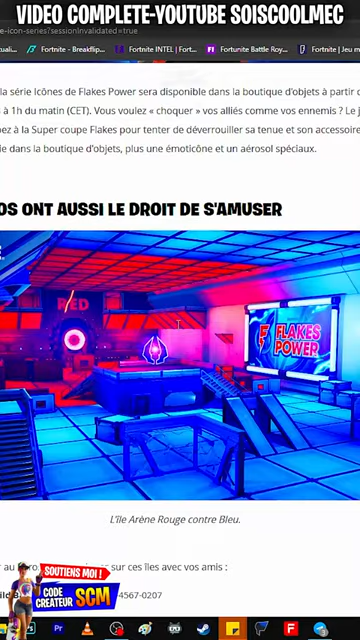 VIDEO COMPLETE-YOUTUBE SOISCOOLMEC
e-icon-series?sessionInvalidated=true
Fortnite - Breakflip...
Fortnite INTEL | Fort...
Fortunite Battle Roy...
Fortnite | Jeu m
la série Icônes de Flakes Power sera disponible dans la boutique d'objets à partir
à 1h du matin (CET). Vous voulez « choquer » vos alliés comme vos ennemis ? Le j
pez à la Super coupe Flakes pour tenter de déverrouiller sa tenue et son accessoire
le dans la boutique d'objets, plus une émoticône et un aérosol spéciaux.
OS ONT AUSSI LE DROIT DE S'AMUSER
RED
FLAKES
POWER
L'île Arène Rouge contre Bleu.
sur ces îles avec vos amis :
SOUTIENS MOI !
CODE
CREATEUR SCM
4567-0207